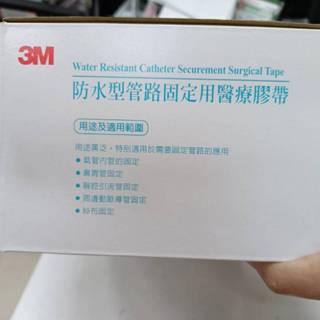 3M
Water Resistant Catheter Securement Surgical Tape
防水型管路固定用醫療膠帶
用途及適用範圍
用途廣泛，特別適用於需要固定管路的應用
• 氣管內管的固定
• 鼻胃管固定
• 胸腔引流管固定
• 周邊動脈導管固定
• 紗布固定